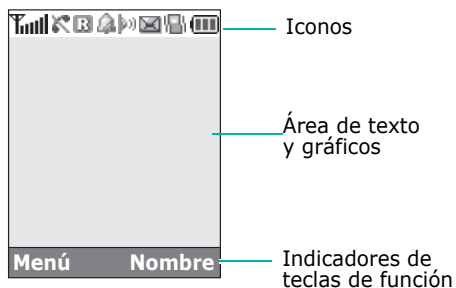 Iconos
Área de texto
y gráficos
Menú Nombre
Indicadores de
teclas de función